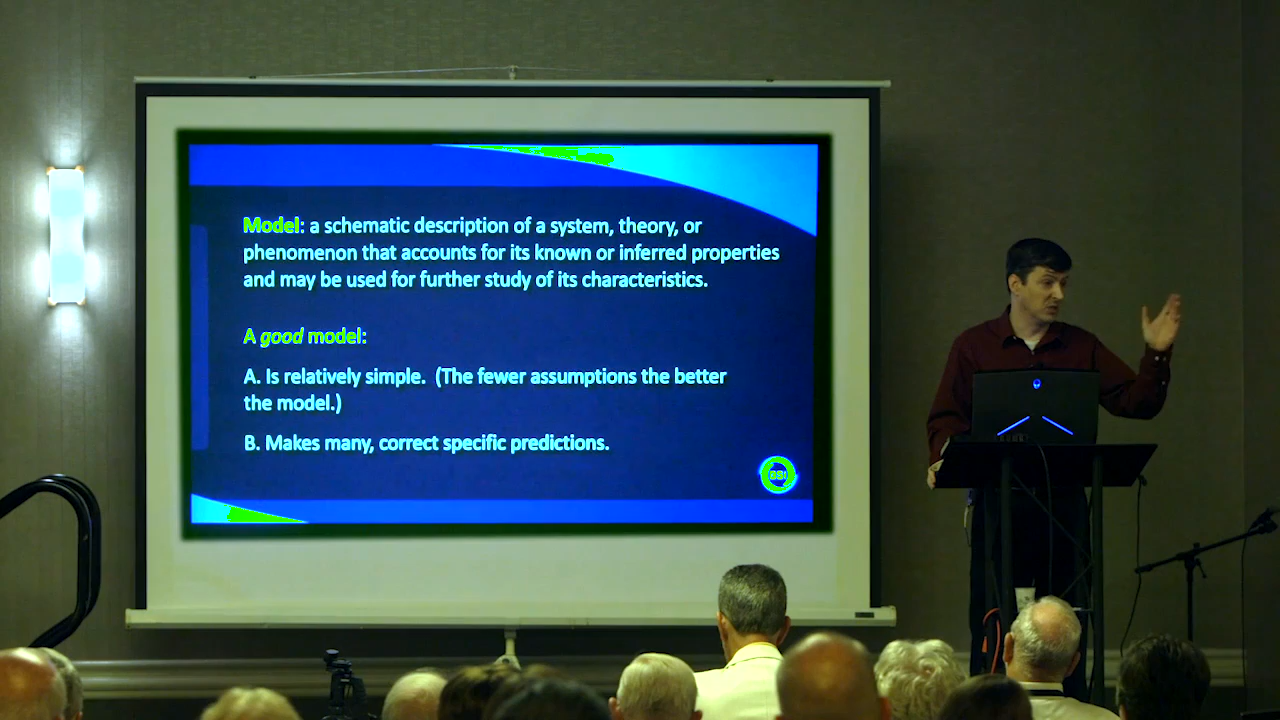 Model: a schematic description of a system, theory, or
phenomenon that accounts for its known or inferred properties
and may be used for further study of its characteristics.
A good model:
A. Is relatively simple.  (The fewer assumptions the better
the model.)
B. Makes many, correct specific predictions.